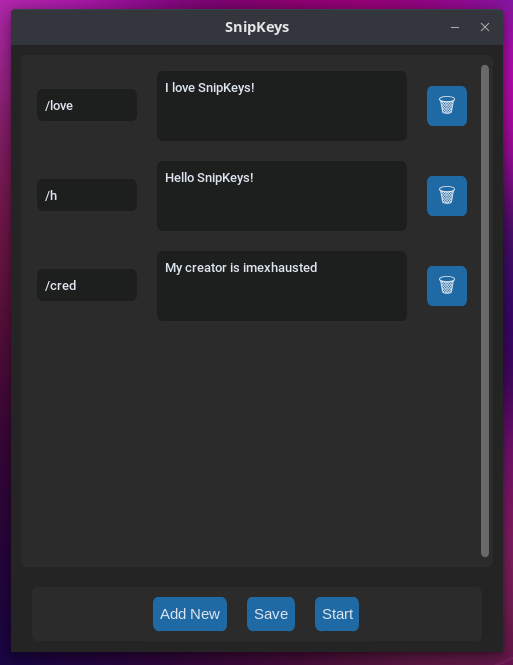 SnipKeys
/love
I love SnipKeys!
/h
Hello SnipKeys!
/cred
My creator is imexhausted
Add New
Save
Start